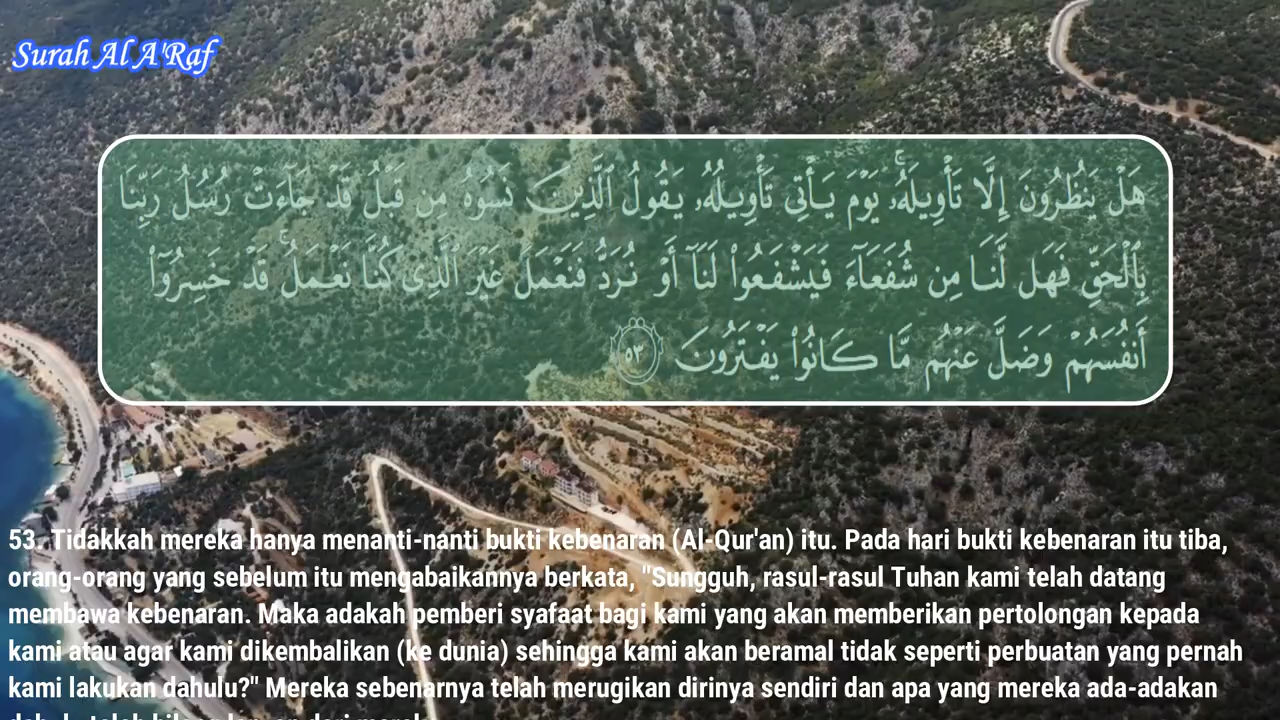 Surah Al A'Raf
هَلْ يَنظُرُونَ إِلَّا تَأْوِيلَهُۥۚ يَوْمَ يَأْتِى تَأْوِيلُهُۥ يَقُولُ ٱلَّذِينَ نَسُوهُ مِن قَبْلُ قَدْ جَآءَتْ رُسُلُ رَبِّنَا
بِٱلْحَقِّ فَهَل لَّنَا مِن شُفَعَآءَ فَيَشْفَعُوا۟ لَنَآ أَوْ نُرَدُّ فَنَعْمَلَ غَيْرَ ٱلَّذِى كُنَّا نَعْمَلُۚ قَدْ خَسِرُوٓا۟
أَنفُسَهُمْ وَضَلَّ عَنْهُم مَّا كَانُوا۟ يَفْتَرُونَ ٥٣
53. Tidakkah mereka hanya menanti-nanti bukti kebenaran (Al-Qur'an) itu. Pada hari bukti kebenaran itu tiba,
orang-orang yang sebelum itu mengabaikannya berkata, "Sungguh, rasul-rasul Tuhan kami telah datang
membawa kebenaran. Maka adakah pemberi syafaat bagi kami yang akan memberikan pertolongan kepada
kami atau agar kami dikembalikan (ke dunia) sehingga kami akan beramal tidak seperti perbuatan yang pernah
kami lakukan dahulu?" Mereka sebenarnya telah merugikan dirinya sendiri dan apa yang mereka ada-adakan